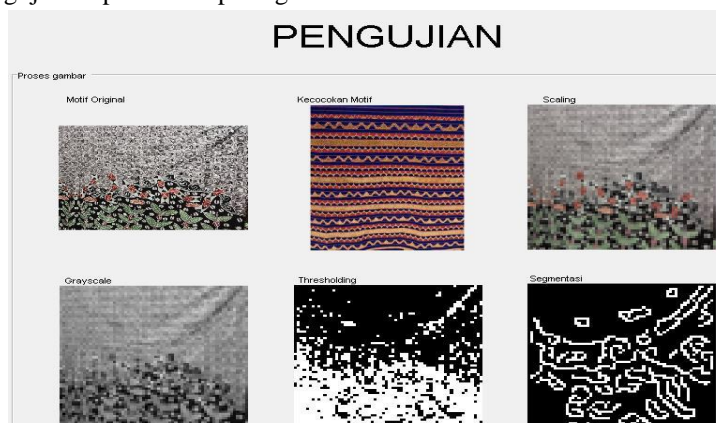 PENGUJIAN
Proses gambar
Motif Original
Kecocokan Motif
Scaling
Grayscale
Thresholding
Segmentasi